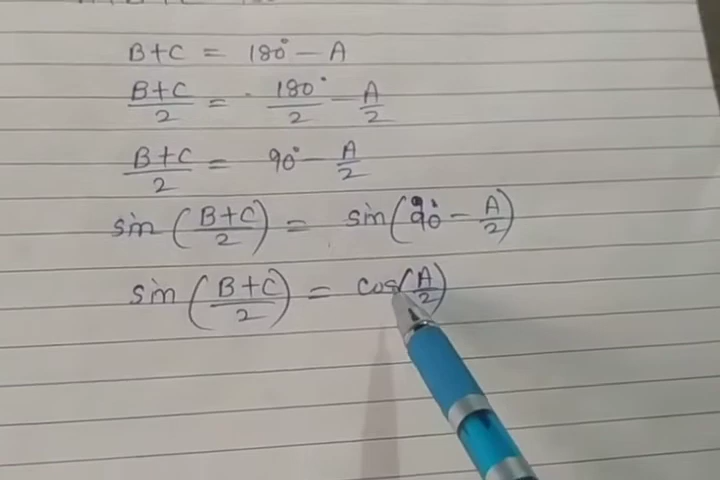 B+C = 180° - A
B+C/2 = 180°/2 - A/2
B+C/2 = 90° - A/2
sin(B+C/2) = sin(90° - A/2)
sin(B+C/2) = cos(A/2)